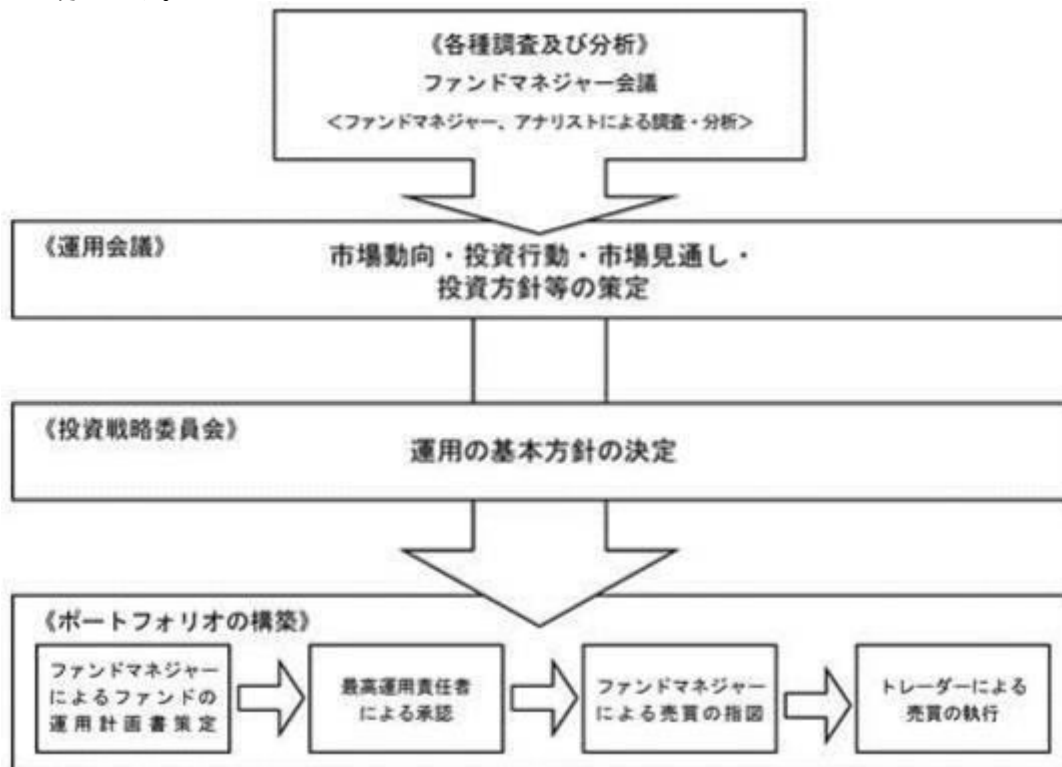 《各種調査及び分析》
ファンドマネジャー会議
<ファンドマネジャー、アナリストによる調査・分析>
《運用会議》
市場動向・投資行動・市場見通し・
投資方針等の策定
《投資戦略委員会》
運用の基本方針の決定
《ポートフォリオの構築》
ファンドマネジャー
によるファンドの
運用計画書策定
最高運用責任者
による承認
ファンドマネジャー
による売買の指図
トレーダーによる
売買の執行